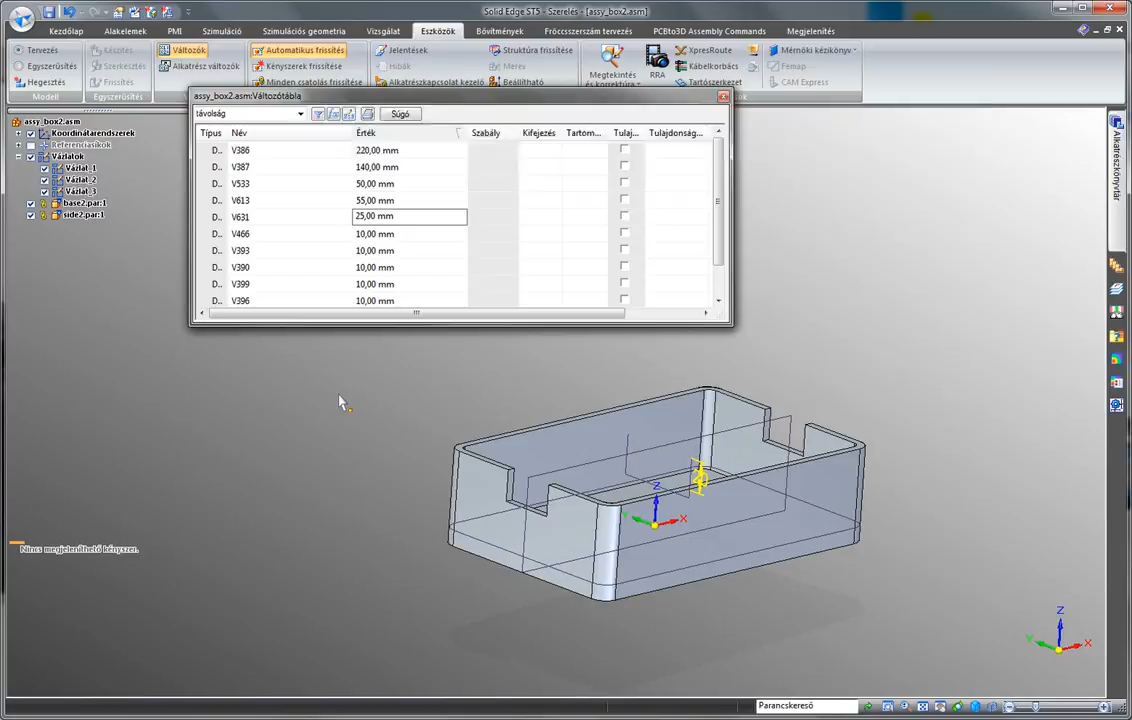 Solid Edge ST5 - Szerelés - [assy_box2.asm]
Kezdőlap Alakelemek PMI Szimuláció Szimulációs geometria Vizsgálat Eszközök Bővítmények Fröccsszerszám tervezés PCBto3D Assembly Commands Megjelenítés
Tervezés Készítés Változók Automatikus frissítés Jelentések Struktúra frissítése XpresRoute Mérnöki kézikönyv
Egyszerűsítés Szerkesztés Alkatrész változók Kényszerek frissítése Hibák Merev Megtekintés és korrektúra RRA Kábelkorbács Femap
Hegesztés Frissítés Minden csatolás frissítése Alkatrészkapcsolat kezelő Beállítható Tartószerkezet CAM Express
Modell Egyszerűsítés
assy_box2.asm:Változótábla
távolság Súgó
Típus Név Érték Szabály Kifejezés Tartom... Tulaj... Tulajdonság...
D.. V386 220,00 mm
D.. V387 140,00 mm
D.. V533 50,00 mm
D.. V613 55,00 mm
D.. V631 25,00 mm
D.. V466 10,00 mm
D.. V393 10,00 mm
D.. V390 10,00 mm
D.. V399 10,00 mm
D.. V396 10,00 mm
assy_box2.asm
Koordinátarendszerek
Referenciasíkok
Vázlatok
Vázlat_1
Vázlat_2
Vázlat_3
base2.par:1
side2.par:1
Alkatrészkönyvtár
Nincs megjeleníthető kényszer.
Z
Y
X
Z
Y
X
Parancskereső